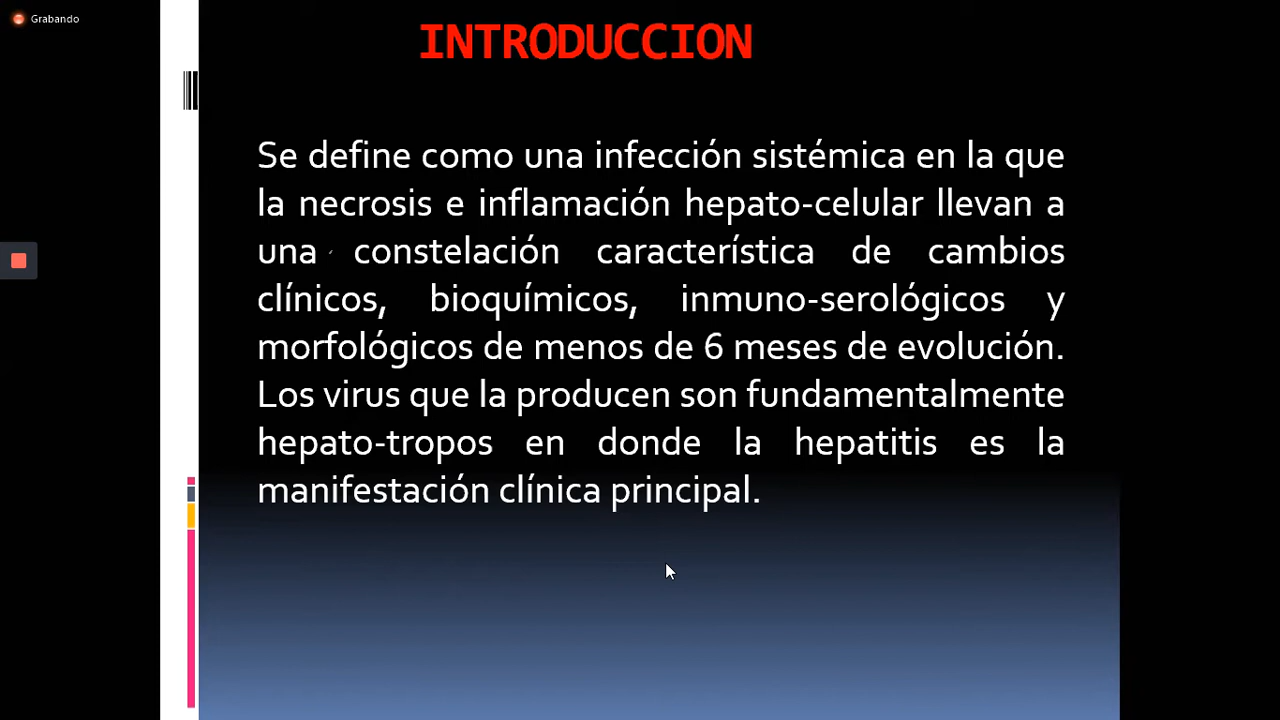 Grabando
INTRODUCCION
Se define como una infección sistémica en la que
la necrosis e inflamación hepato-celular llevan a
una constelación característica de cambios
clínicos, bioquímicos, inmuno-serológicos y
morfológicos de menos de 6 meses de evolución.
Los virus que la producen son fundamentalmente
hepato-tropos en donde la hepatitis es la
manifestación clínica principal.